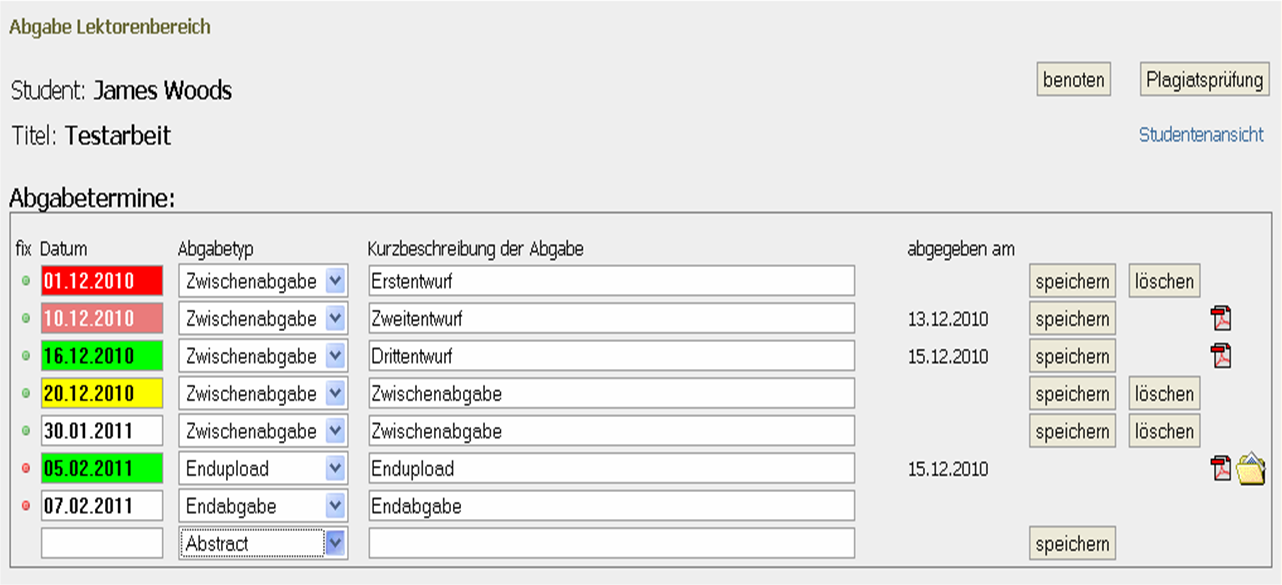 Abgabe Lektorenbereich
Student: James Woods benoten Plagiatsprüfung
Titel: Testarbeit Studentenansicht
Abgabetermine:
fix Datum Abgabetyp Kurzbeschreibung der Abgabe abgegeben am
01.12.2010 Zwischenabgabe Erstentwurf speichern löschen
10.12.2010 Zwischenabgabe Zweitentwurf 13.12.2010 speichern
16.12.2010 Zwischenabgabe Drittentwurf 15.12.2010 speichern
20.12.2010 Zwischenabgabe Zwischenabgabe speichern löschen
30.01.2011 Zwischenabgabe Zwischenabgabe speichern löschen
05.02.2011 Endupload Endupload 15.12.2010
07.02.2011 Endabgabe Endabgabe
Abstract speichern